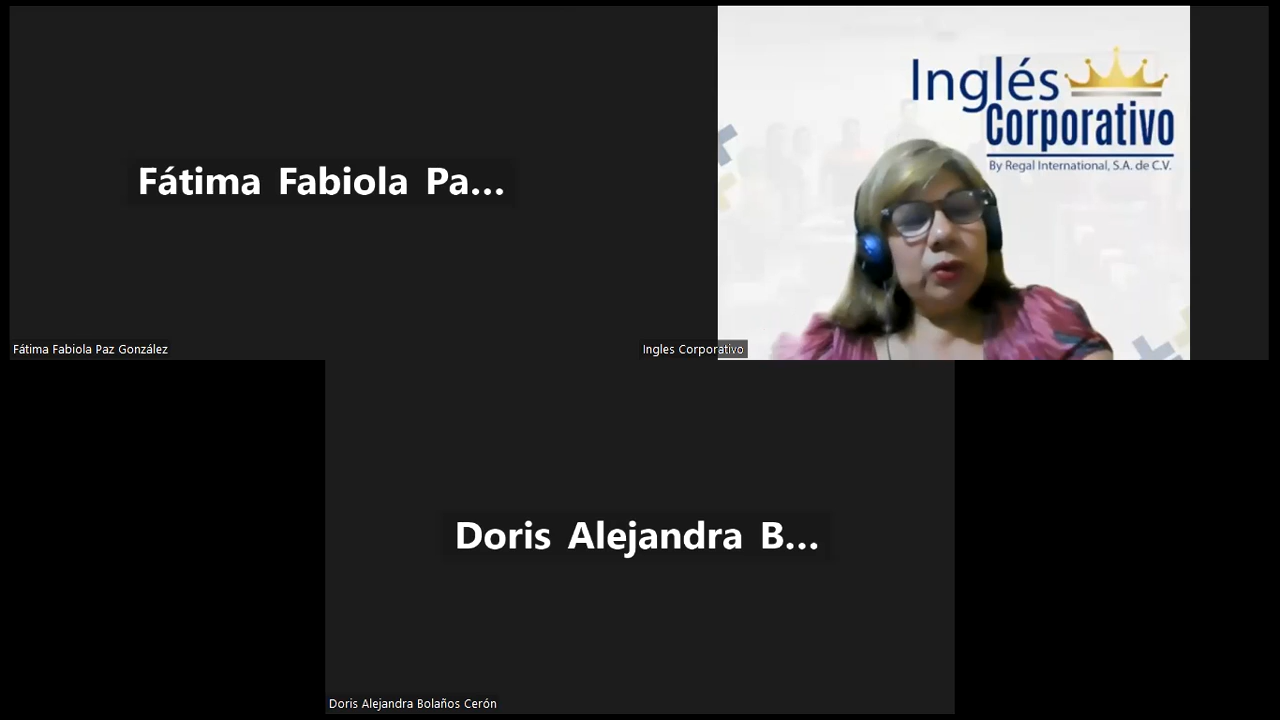 Fátima Fabiola Pa...
Fátima Fabiola Paz González
Inglés
Corporativo
By Regal International, S.A. de C.V.
Ingles Corporativo
Doris Alejandra B...
Doris Alejandra Bolaños Cerón